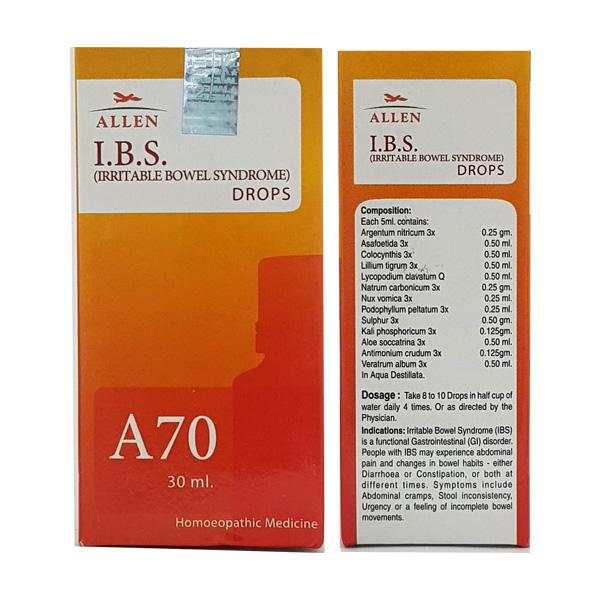 ALLEN
I.B.S.
(IRRITABLE BOWEL SYNDROME)
DROPS
A70
30 ml.
Homoeopathic Medicine
ALLEN
I.B.S.
(IRRITABLE BOWEL SYNDROME)
DROPS
Composition:
Each 5ml. contains:
Argentum nitricum 3x 0.25 gm.
Asafoetida 3x 0.50 ml.
Colocynthis 3x 0.50 ml.
Lillium tigrum 3x 0.50 ml.
Lycopodium clavatum Q 0.50 ml.
Natrum carbonicum 3x 0.25 gm.
Nux vomica 3x 0.25 ml.
Podophyllum peltatum 3x 0.25 ml.
Sulphur 3x 0.50 gm.
Kali phosphoricum 3x 0.125gm.
Aloe soccatrina 3x 0.50 ml.
Antimonium crudum 3x 0.125gm.
Veratrum album 3x 0.50 ml.
In Aqua Destillata.
Dosage : Take 8 to 10 Drops in half cup of
water daily 4 times. Or as directed by the
Physician.
Indications: Irritable Bowel Syndrome (IBS)
is a functional Gastrointestinal (GI) disorder.
People with IBS may experience abdominal
pain and changes in bowel habits - either
Diarrhoea or Constipation, or both at
different times. Symptoms include
Abdominal cramps, Stool inconsistency,
Urgency or a feeling of incomplete bowel
movements.